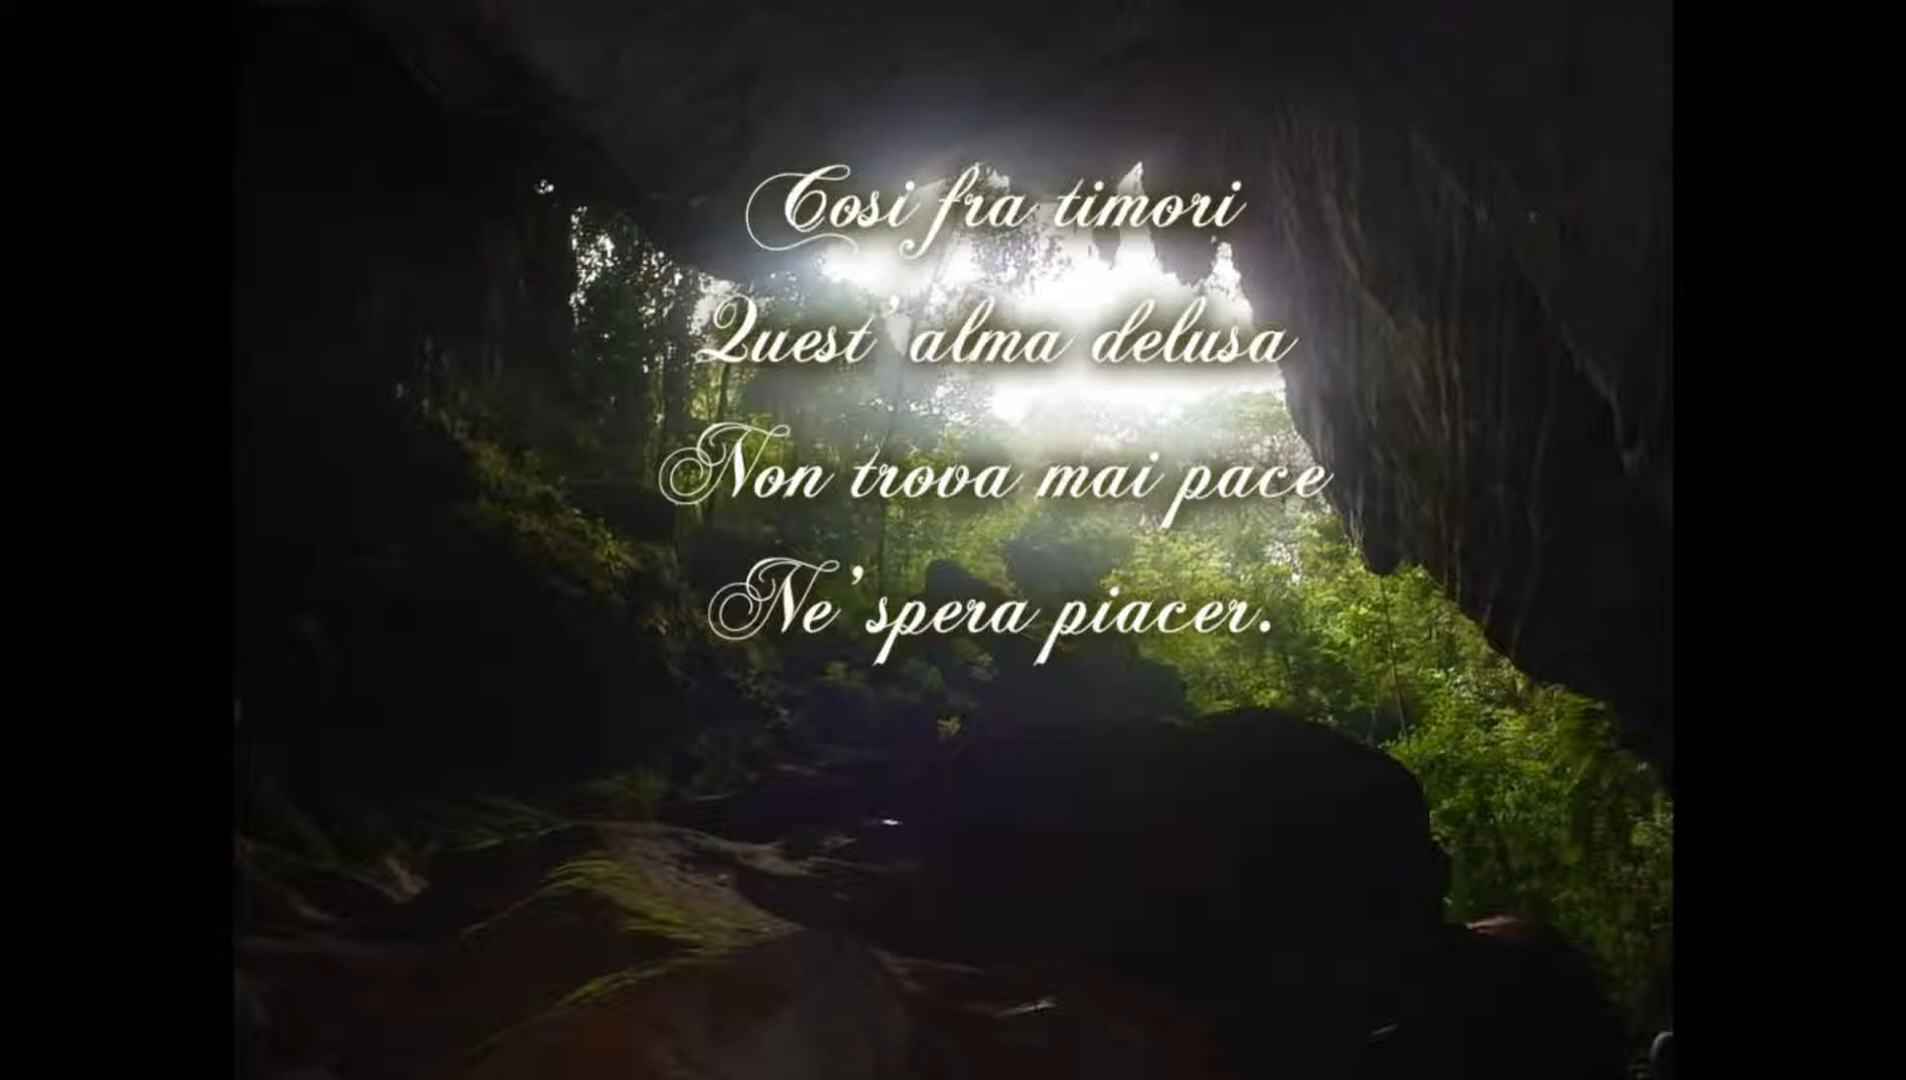 Cosi fra timori
Quest' alma delusa
Non trova mai pace
Ne' spera piacer.